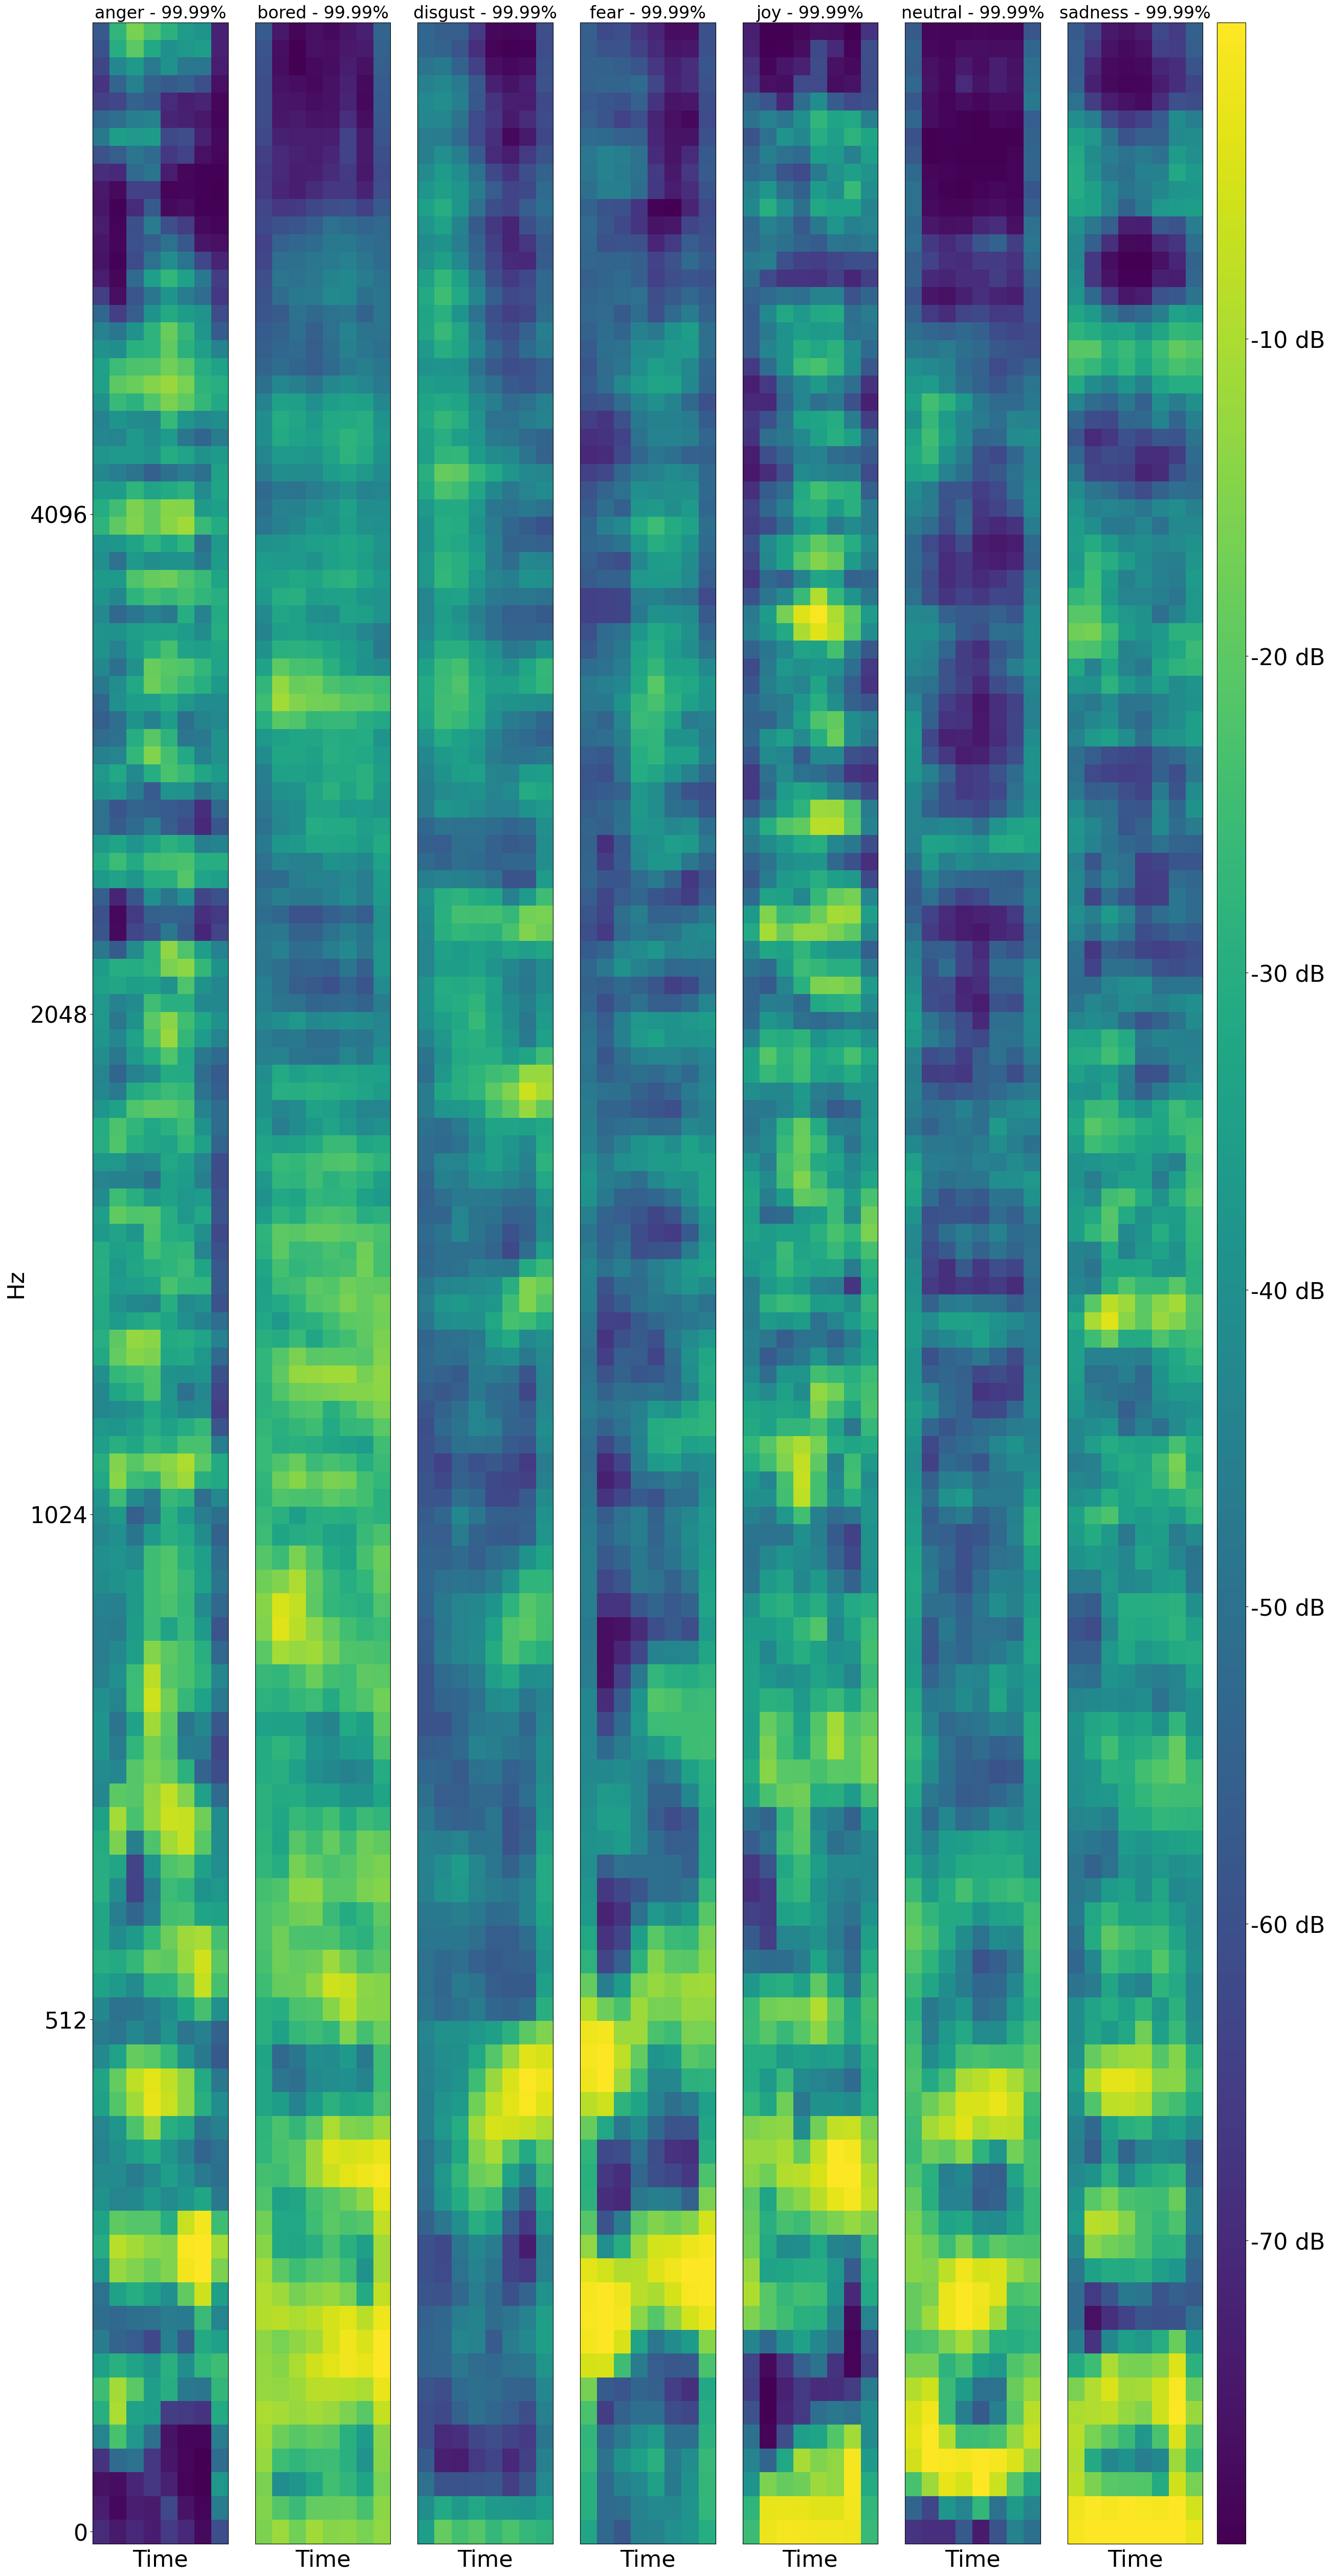 anger - 99.99% bored - 99.99% disgust - 99.99% fear - 99.99% joy - 99.99% neutral - 99.99% sadness - 99.99%
-10 dB
4096
-20 dB
-30 dB
2048
Hz
-40 dB
1024
-50 dB
-60 dB
512
-70 dB
0
Time Time Time Time Time Time Time